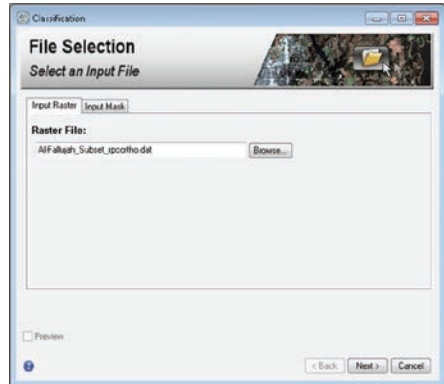 Classification
File Selection
Select an Input File
Input Raster Input Mask
Raster File:
AlFallujah_Subset_rpcortho.dat Browse...
Preview
< Back Next > Cancel